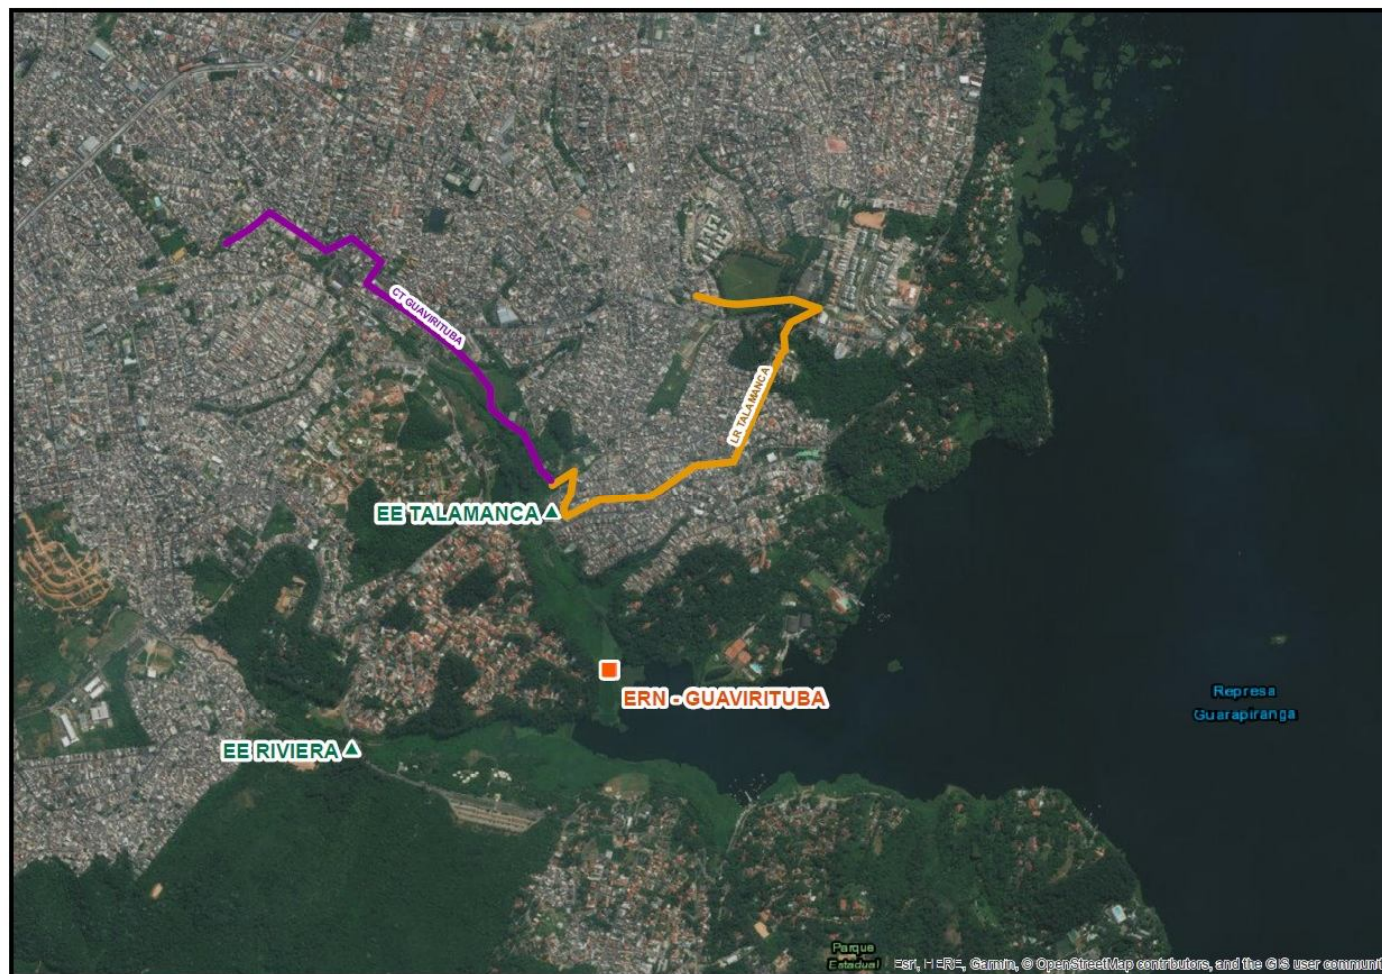 CT GUAVIRITUBA
LR TALAMANCA
EE TALAMANCA
ERN - GUAVIRITUBA
Represa
Guarapiranga
EE RIVIERA
Parque
Estadual
Esri, HERE, Garmin, © OpenStreetMap contributors, and the GIS user communit